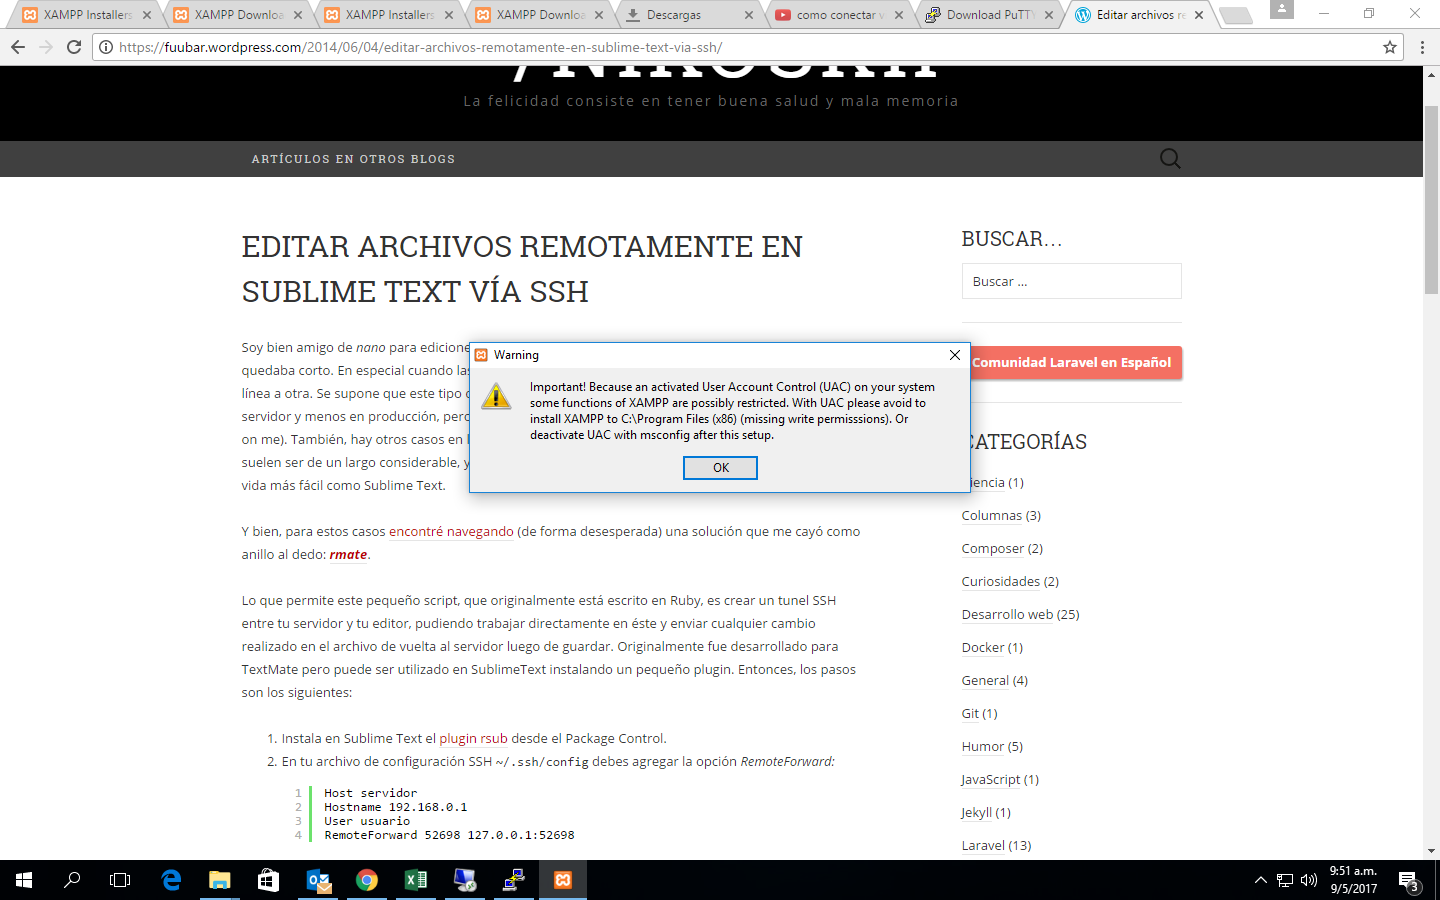 XAMPP Installers
XAMPP Downloa
XAMPP Installers
XAMPP Downloa
Descargas
como conectar v
Download PuTTY
Editar archivos re
https://fuubar.wordpress.com/2014/06/04/editar-archivos-remotamente-en-sublime-text-via-ssh/
La felicidad consiste en tener buena salud y mala memoria
ARTÍCULOS EN OTROS BLOGS
EDITAR ARCHIVOS REMOTAMENTE EN
SUBLIME TEXT VÍA SSH
Soy bien amigo de nano para edicione
quedaba corto. En especial cuando las
línea a otra. Se supone que este tipo d
servidor y menos en producción, pero
on me). También, hay otros casos en l
suelen ser de un largo considerable, y
vida más fácil como Sublime Text.
Warning
Important! Because an activated User Account Control (UAC) on your system
some functions of XAMPP are possibly restricted. With UAC please avoid to
install XAMPP to C:\Program Files (x86) (missing write permisssions). Or
deactivate UAC with msconfig after this setup.
OK
Y bien, para estos casos encontré navegando (de forma desesperada) una solución que me cayó como
anillo al dedo: rmate.
Lo que permite este pequeño script, que originalmente está escrito en Ruby, es crear un tunel SSH
entre tu servidor y tu editor, pudiendo trabajar directamente en éste y enviar cualquier cambio
realizado en el archivo de vuelta al servidor luego de guardar. Originalmente fue desarrollado para
TextMate pero puede ser utilizado en SublimeText instalando un pequeño plugin. Entonces, los pasos
son los siguientes:
1. Instala en Sublime Text el plugin rsub desde el Package Control.
2. En tu archivo de configuración SSH ~/.ssh/config debes agregar la opción RemoteForward:
1 Host servidor
2 Hostname 192.168.0.1
3 User usuario
4 RemoteForward 52698 127.0.0.1:52698
BUSCAR…
Buscar …
Comunidad Laravel en Español
CATEGORÍAS
Ciencia (1)
Columnas (3)
Composer (2)
Curiosidades (2)
Desarrollo web (25)
Docker (1)
General (4)
Git (1)
Humor (5)
JavaScript (1)
Jekyll (1)
Laravel (13)
9:51 a.m.
9/5/2017
3